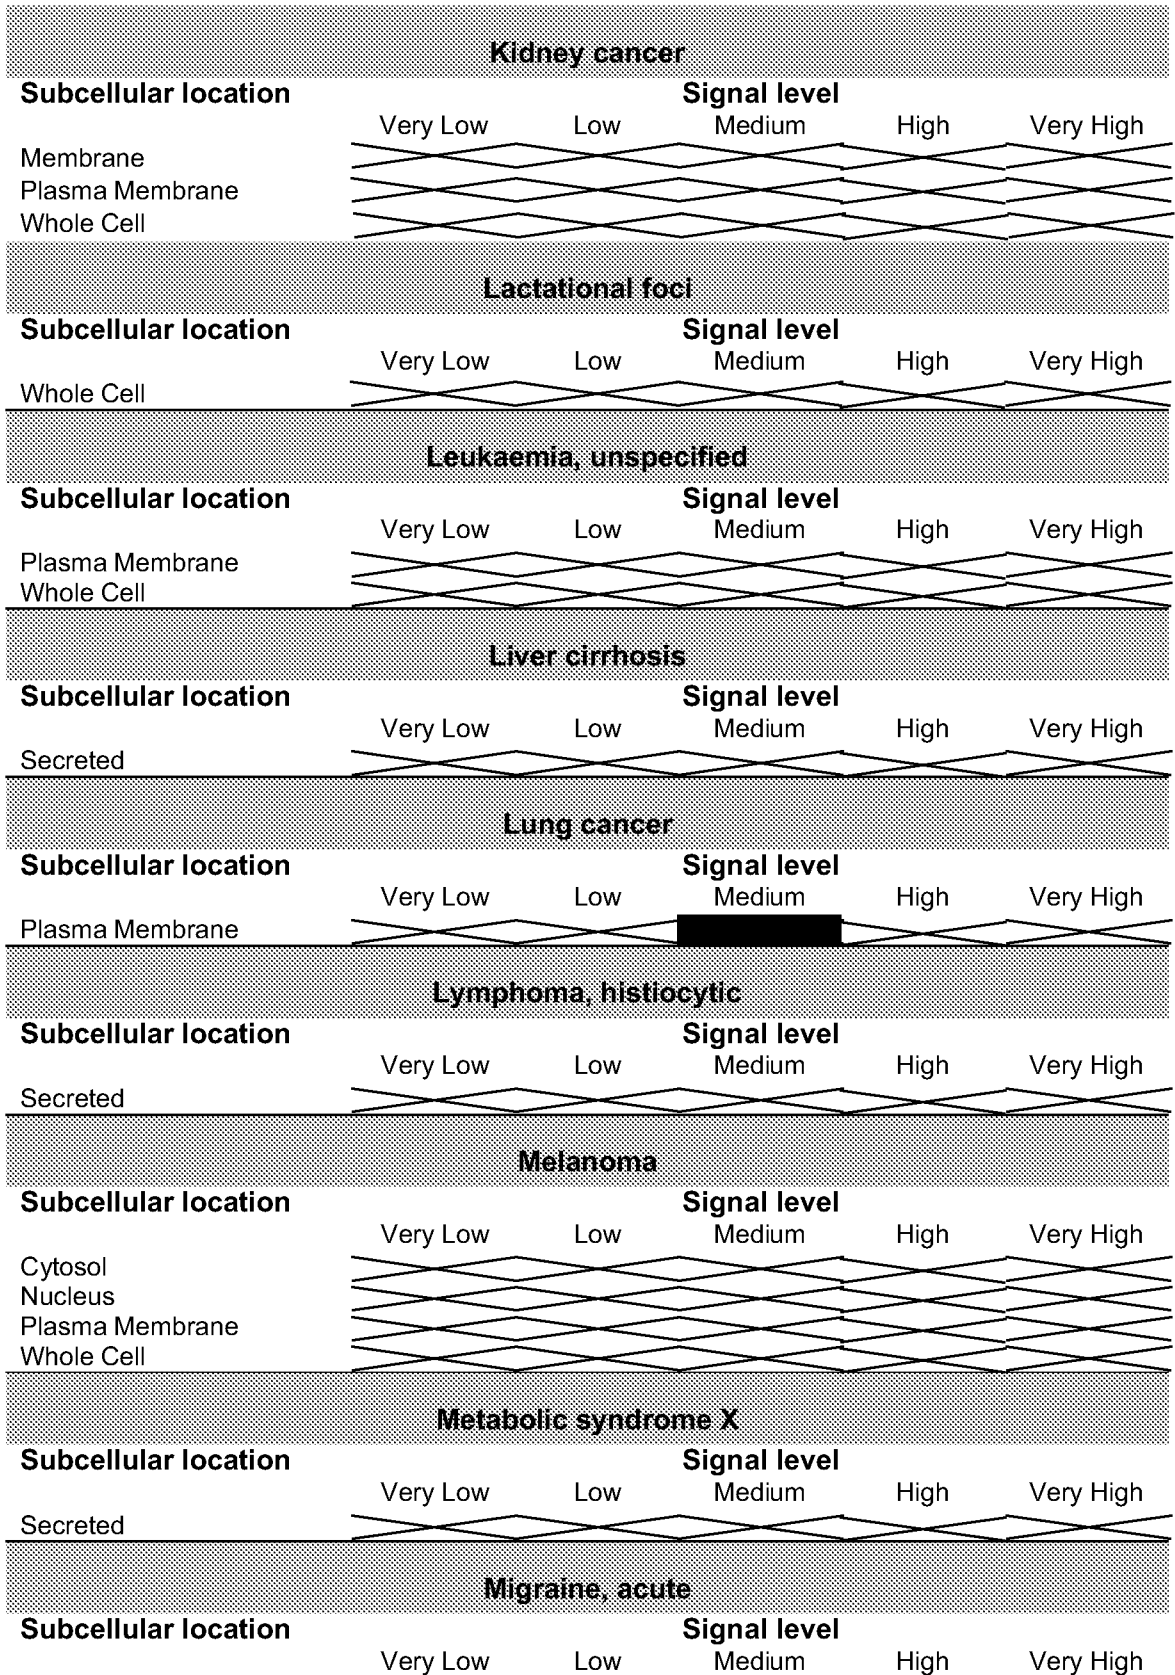 Kidney cancer
Subcellular location Signal level
Very Low Low Medium High Very High
Membrane
Plasma Membrane
Whole Cell
Lactational foci
Subcellular location Signal level
Very Low Low Medium High Very High
Whole Cell
Leukaemia, unspecified
Subcellular location Signal level
Very Low Low Medium High Very High
Plasma Membrane
Whole Cell
Liver cirrhosis
Subcellular location Signal level
Very Low Low Medium High Very High
Secreted
Lung cancer
Subcellular location Signal level
Very Low Low Medium High Very High
Plasma Membrane
Lymphoma, histiocytic
Subcellular location Signal level
Very Low Low Medium High Very High
Secreted
Melanoma
Subcellular location Signal level
Very Low Low Medium High Very High
Cytosol
Nucleus
Plasma Membrane
Whole Cell
Metabolic syndrome X
Subcellular location Signal level
Very Low Low Medium High Very High
Secreted
Migraine, acute
Subcellular location Signal level
Very Low Low Medium High Very High